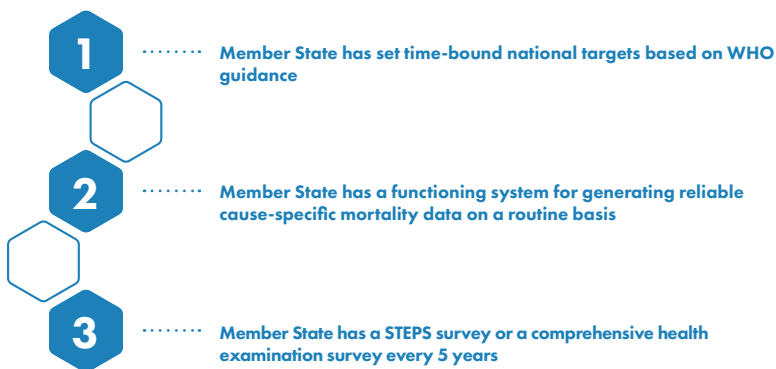 1
Member State has set time-bound national targets based on WHO
guidance
2
Member State has a functioning system for generating reliable
cause-specific mortality data on a routine basis
3
Member State has a STEPS survey or a comprehensive health
examination survey every 5 years